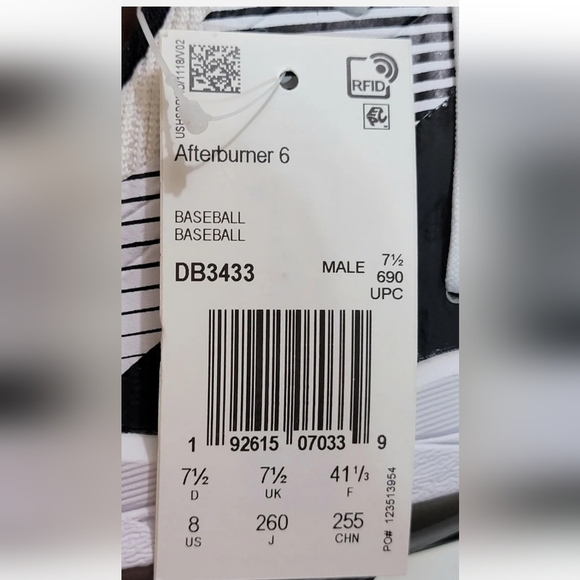 RFID
Afterburner 6
BASEBALL
BASEBALL
DB3433
MALE
7½
690
UPC
1 92615 07033 9
7½ 7½ 41⅓
D UK F
8 260 255
US J CHN
PO# 123513954